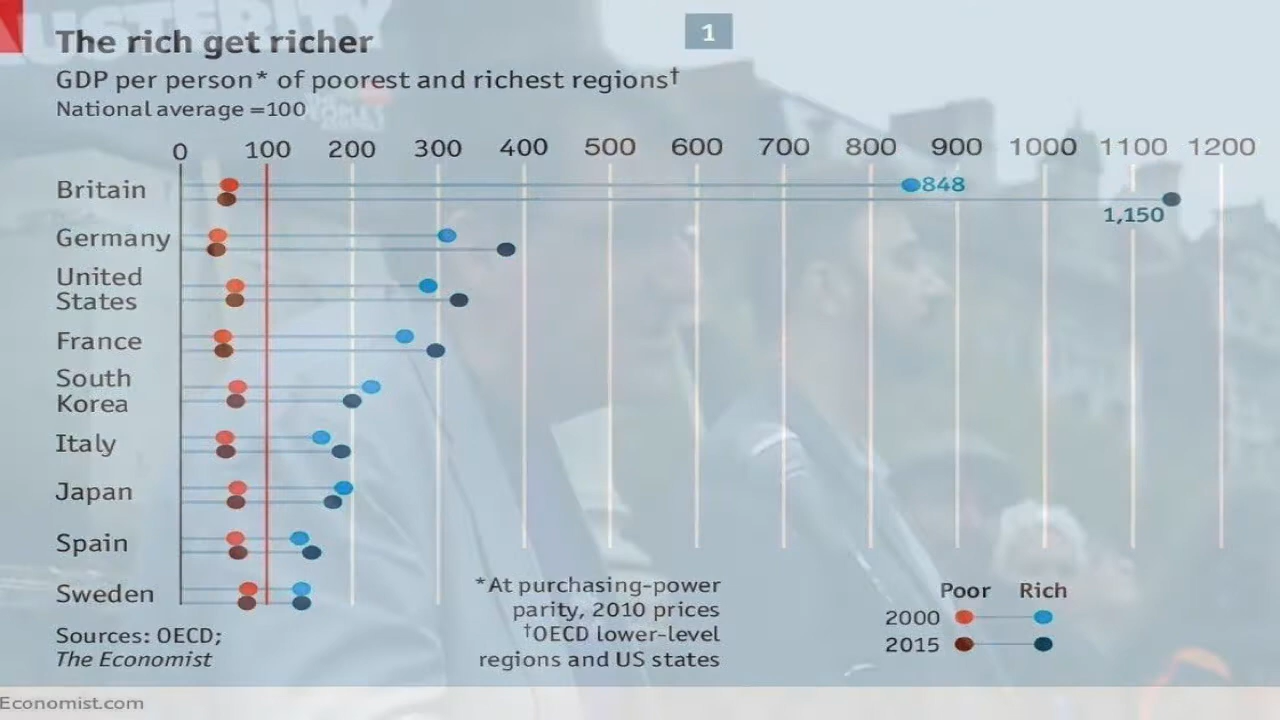 AUSTERITY
The rich get richer
1
GDP per person* of poorest and richest regions†
National average =100
0 100 200 300 400 500 600 700 800 900 1000 1100 1200
Britain
848
1,150
Germany
United
States
France
South
Korea
Italy
Japan
Spain
Sweden
*At purchasing-power
parity, 2010 prices
†OECD lower-level
regions and US states
Poor Rich
2000
2015
Sources: OECD;
The Economist
Economist.com